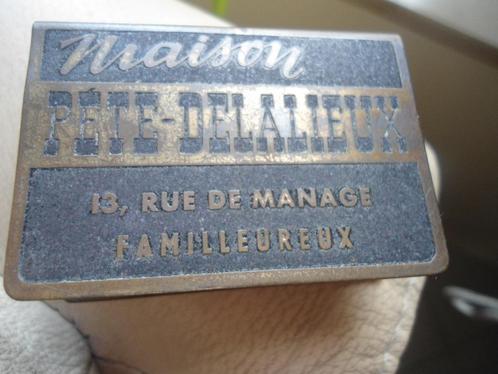 Maison
PÉTE-DELALIEUX
13, RUE DE MANAGE
FAMILLEUREUX